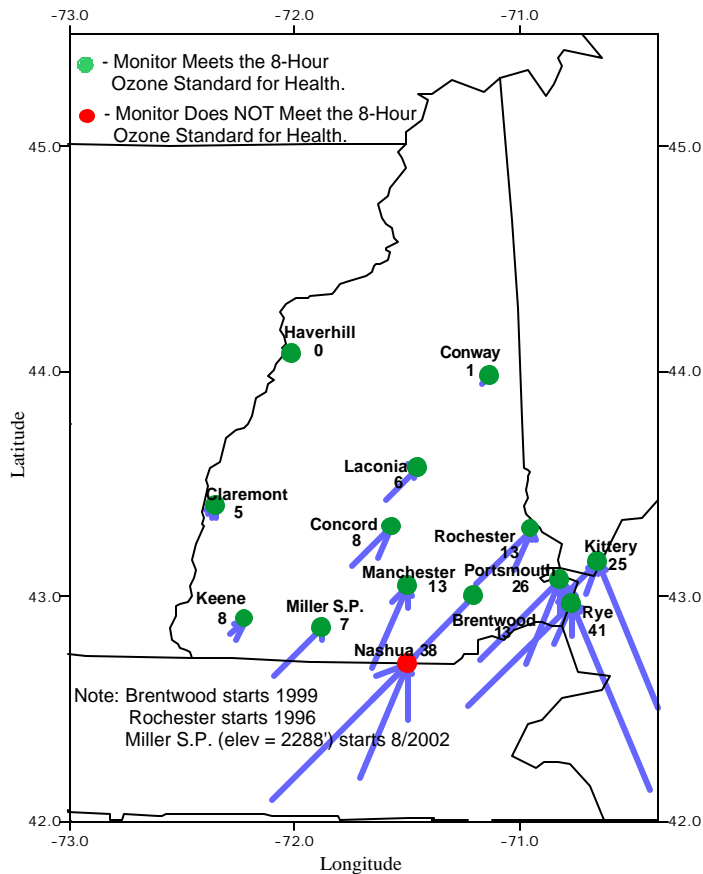 -73.0 -72.0 -71.0
- Monitor Meets the 8-Hour
Ozone Standard for Health.
- Monitor Does NOT Meet the 8-Hour
Ozone Standard for Health.
45.0 45.0
Haverhill
0
Conway
1
44.0 44.0
Latitude
Laconia
6
Claremont
5
Concord
8
Rochester
13
Kittery
25
Manchester
13
Portsmouth
26
43.0 43.0
Keene
8
Miller S.P.
7
Brentwood
13
Rye
41
Nashua 38
Note: Brentwood starts 1999
Rochester starts 1996
Miller S.P. (elev = 2288') starts 8/2002
42.0 42.0
-73.0 -72.0 -71.0
Longitude